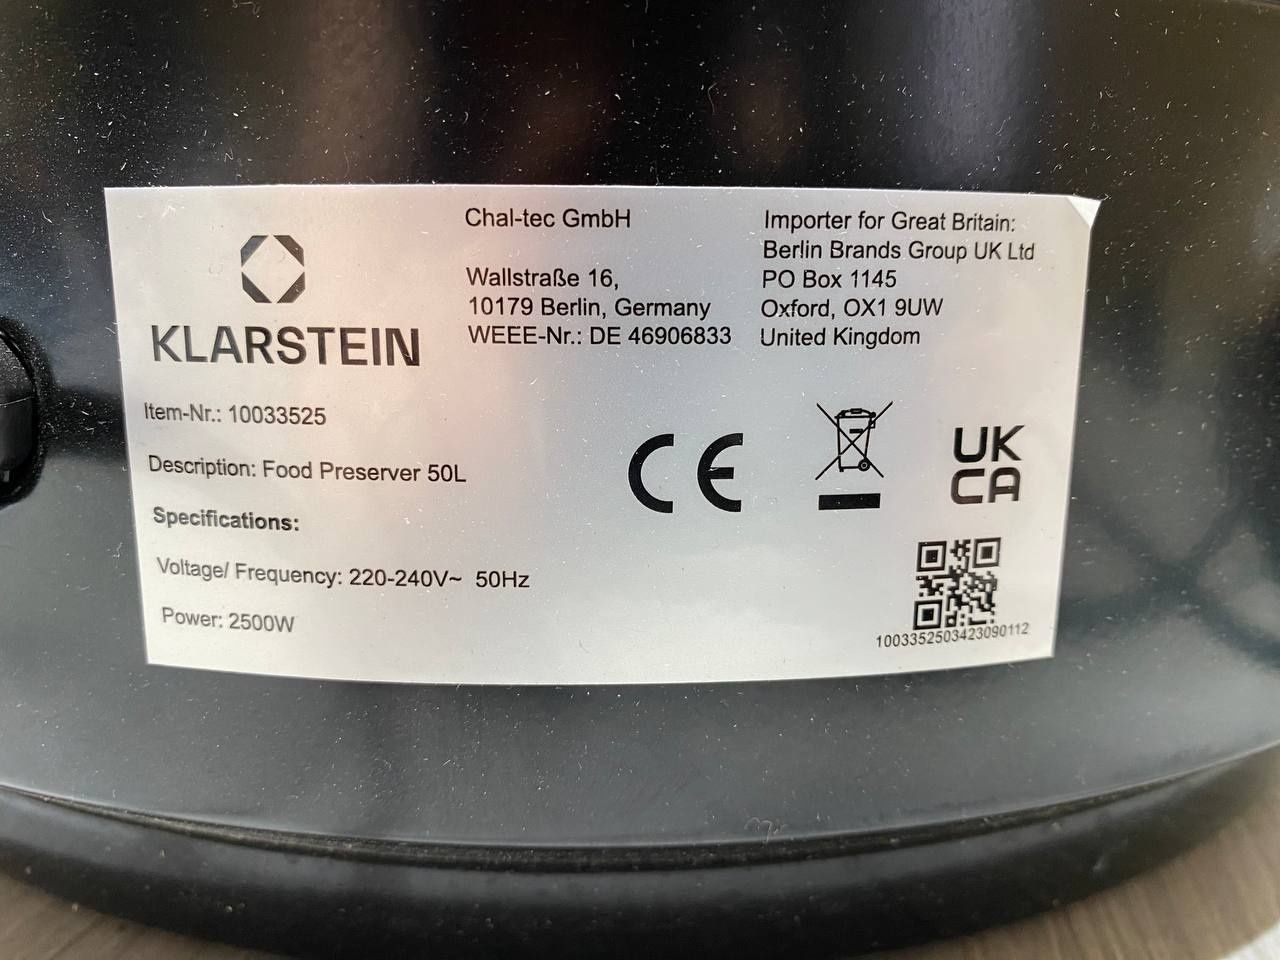 KLARSTEIN
Chal-tec GmbH
Wallstraße 16,
10179 Berlin, Germany
WEEE-Nr.: DE 46906833
Importer for Great Britain:
Berlin Brands Group UK Ltd
PO Box 1145
Oxford, OX1 9UW
United Kingdom
Item-Nr.: 10033525
Description: Food Preserver 50L
Specifications:
Voltage/ Frequency: 220-240V~ 50Hz
Power: 2500W
CE
UK
CA
1003352503423090112